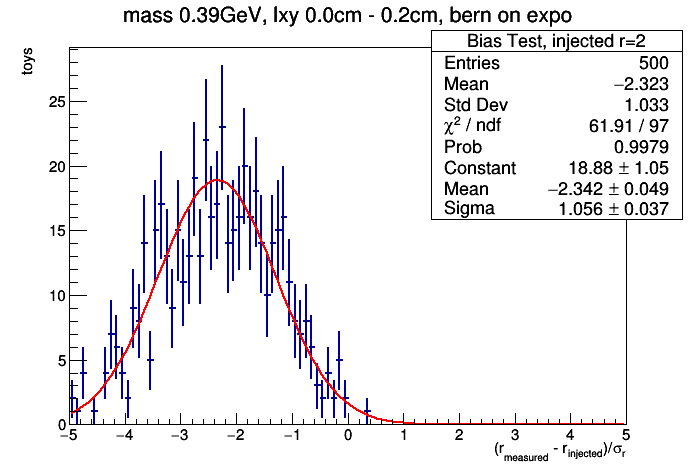 mass 0.39GeV, lxy 0.0cm - 0.2cm, bern on expo
toys
Bias Test, injected r=2
Entries 500
Mean −2.323
Std Dev 1.033
χ² / ndf 61.91 / 97
Prob 0.9979
Constant 18.88 ± 1.05
Mean −2.342 ± 0.049
Sigma 1.056 ± 0.037
25
20
15
10
5
0
−5 −4 −3 −2 −1 0 1 2 3 4 5
(r_measured - r_injected)/σ_r